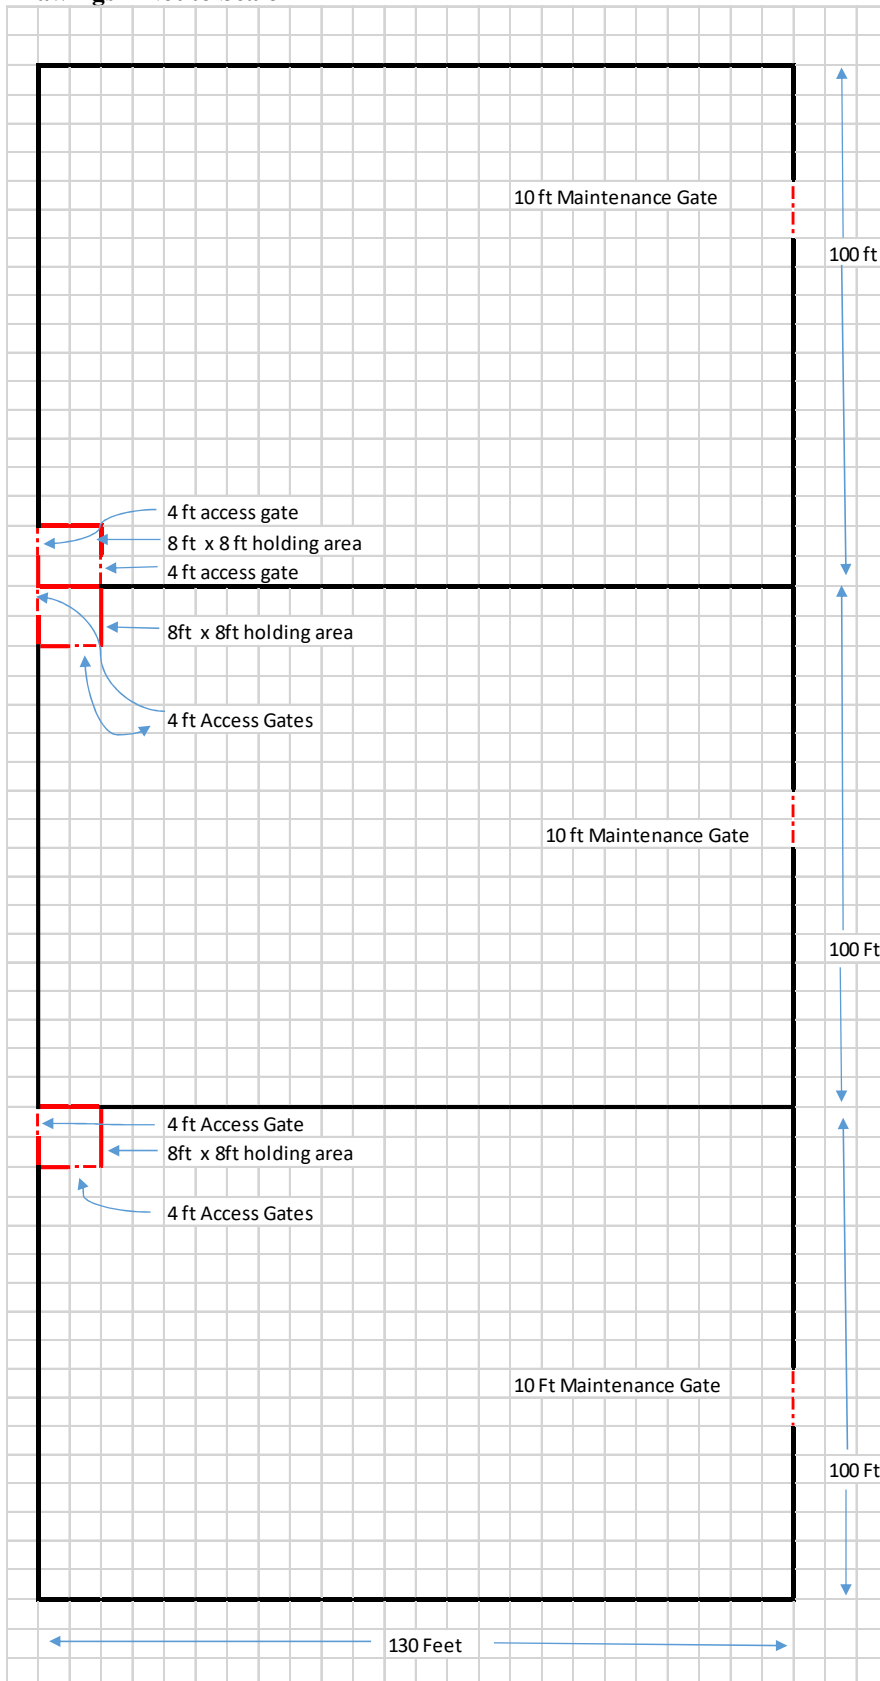 10 ft Maintenance Gate
100 ft
4 ft access gate
8 ft x 8 ft holding area
4 ft access gate
8ft x 8ft holding area
4 ft Access Gates
10 ft Maintenance Gate
100 Ft
4 ft Access Gate
8ft x 8ft holding area
4 ft Access Gates
10 Ft Maintenance Gate
100 Ft
130 Feet